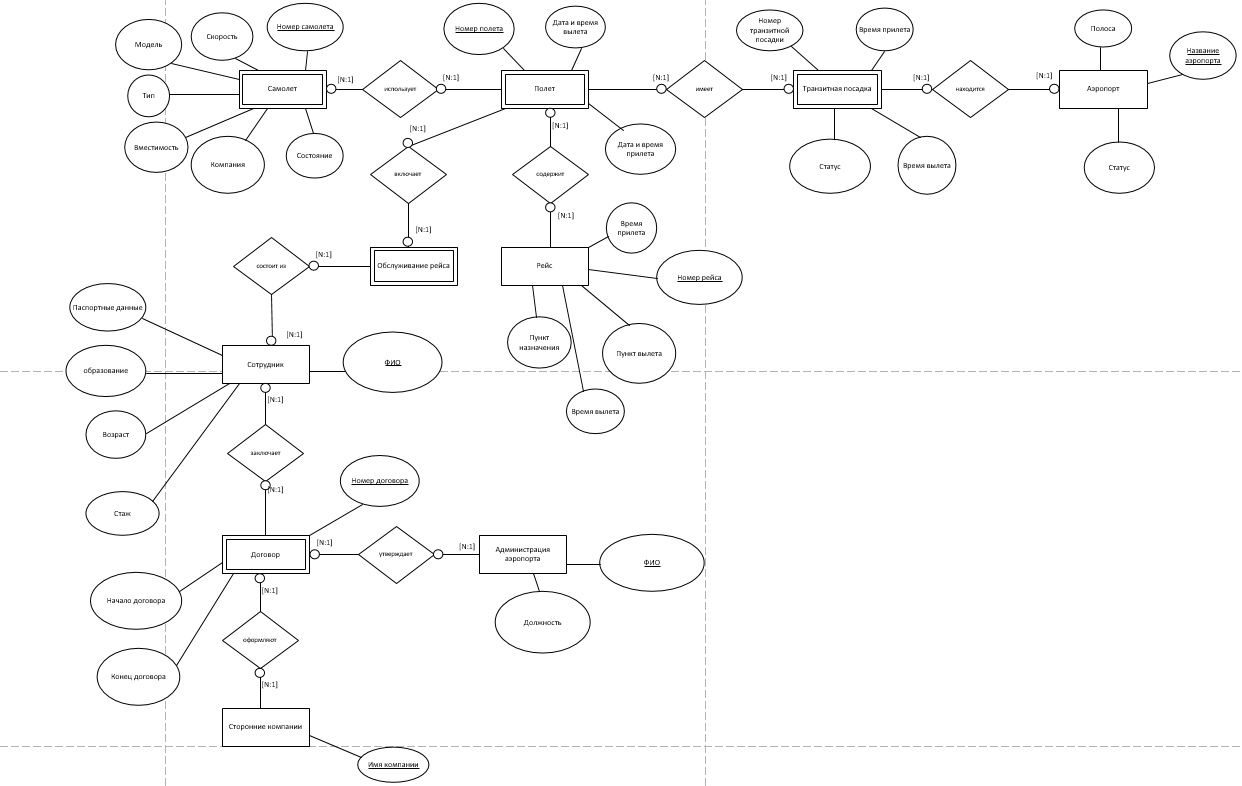 Номер самолета
Скорость
Модель
Тип
Вместимость
Компания
Состояние
Самолет
[N:1]
использует
[N:1]
Номер полета
Дата и время
вылета
Полет
Дата и время
прилета
[N:1]
имеет
[N:1]
Номер
транзитной
посадки
Время прилета
Транзитная посадка
Статус
Время вылета
[N:1]
находится
[N:1]
Полоса
Название
аэропорта
Аэропорт
Статус
[N:1]
включает
[N:1]
[N:1]
содержит
[N:1]
Обслуживание рейса
Рейс
Время
прилета
Номер рейса
Пункт
назначения
Пункт вылета
Время вылета
состоит из
[N:1]
[N:1]
Паспортные данные
образование
Возраст
Стаж
Сотрудник
ФИО
[N:1]
заключает
[N:1]
Номер договора
Договор
Начало договора
Конец договора
[N:1]
утверждает
[N:1]
Администрация
аэропорта
ФИО
Должность
[N:1]
оформляют
[N:1]
Сторонние компании
Имя компании